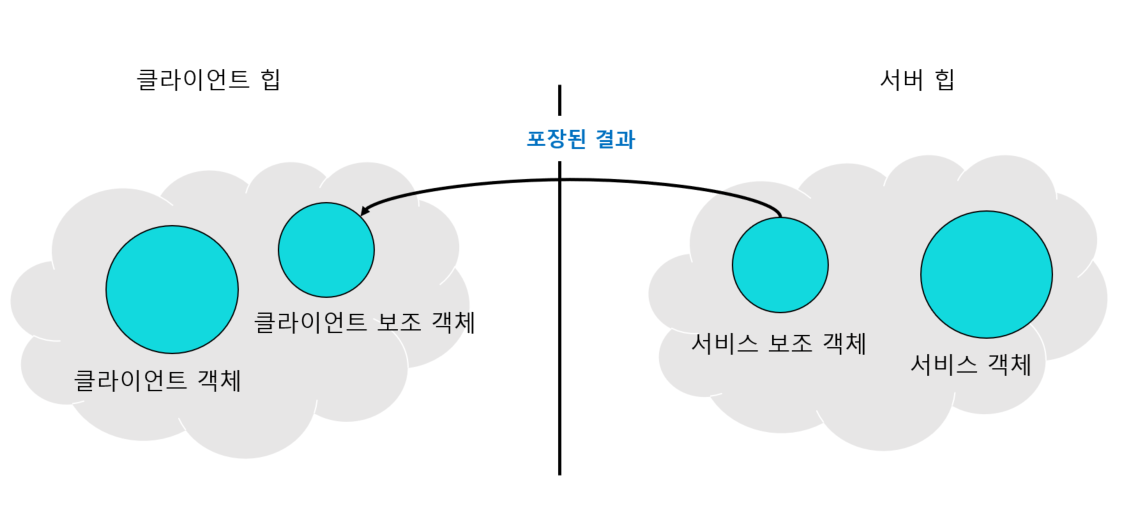 클라이언트 힙
서버 힙
포장된 결과
클라이언트 보조 객체
서비스 보조 객체
서비스 객체
클라이언트 객체